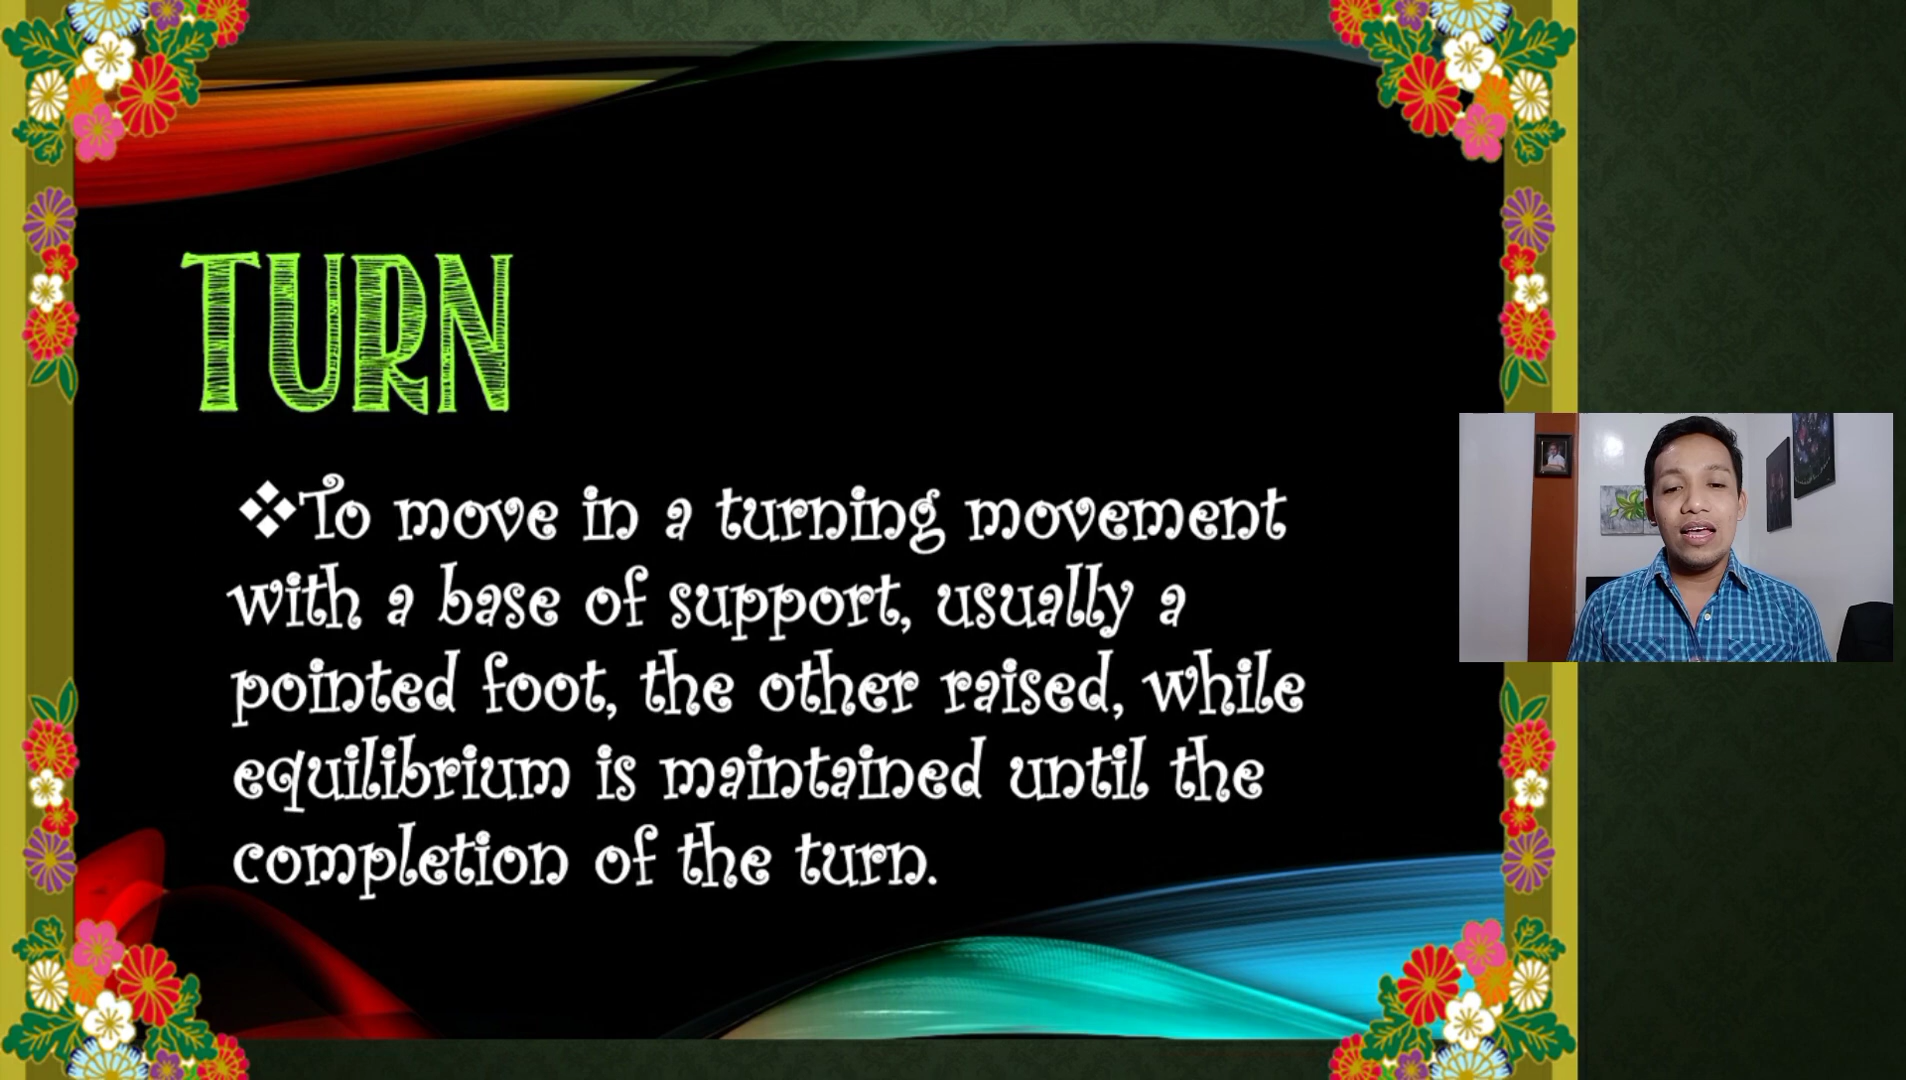 TURN
❖To move in a turning movement
with a base of support, usually a
pointed foot, the other raised, while
equilibrium is maintained until the
completion of the turn.